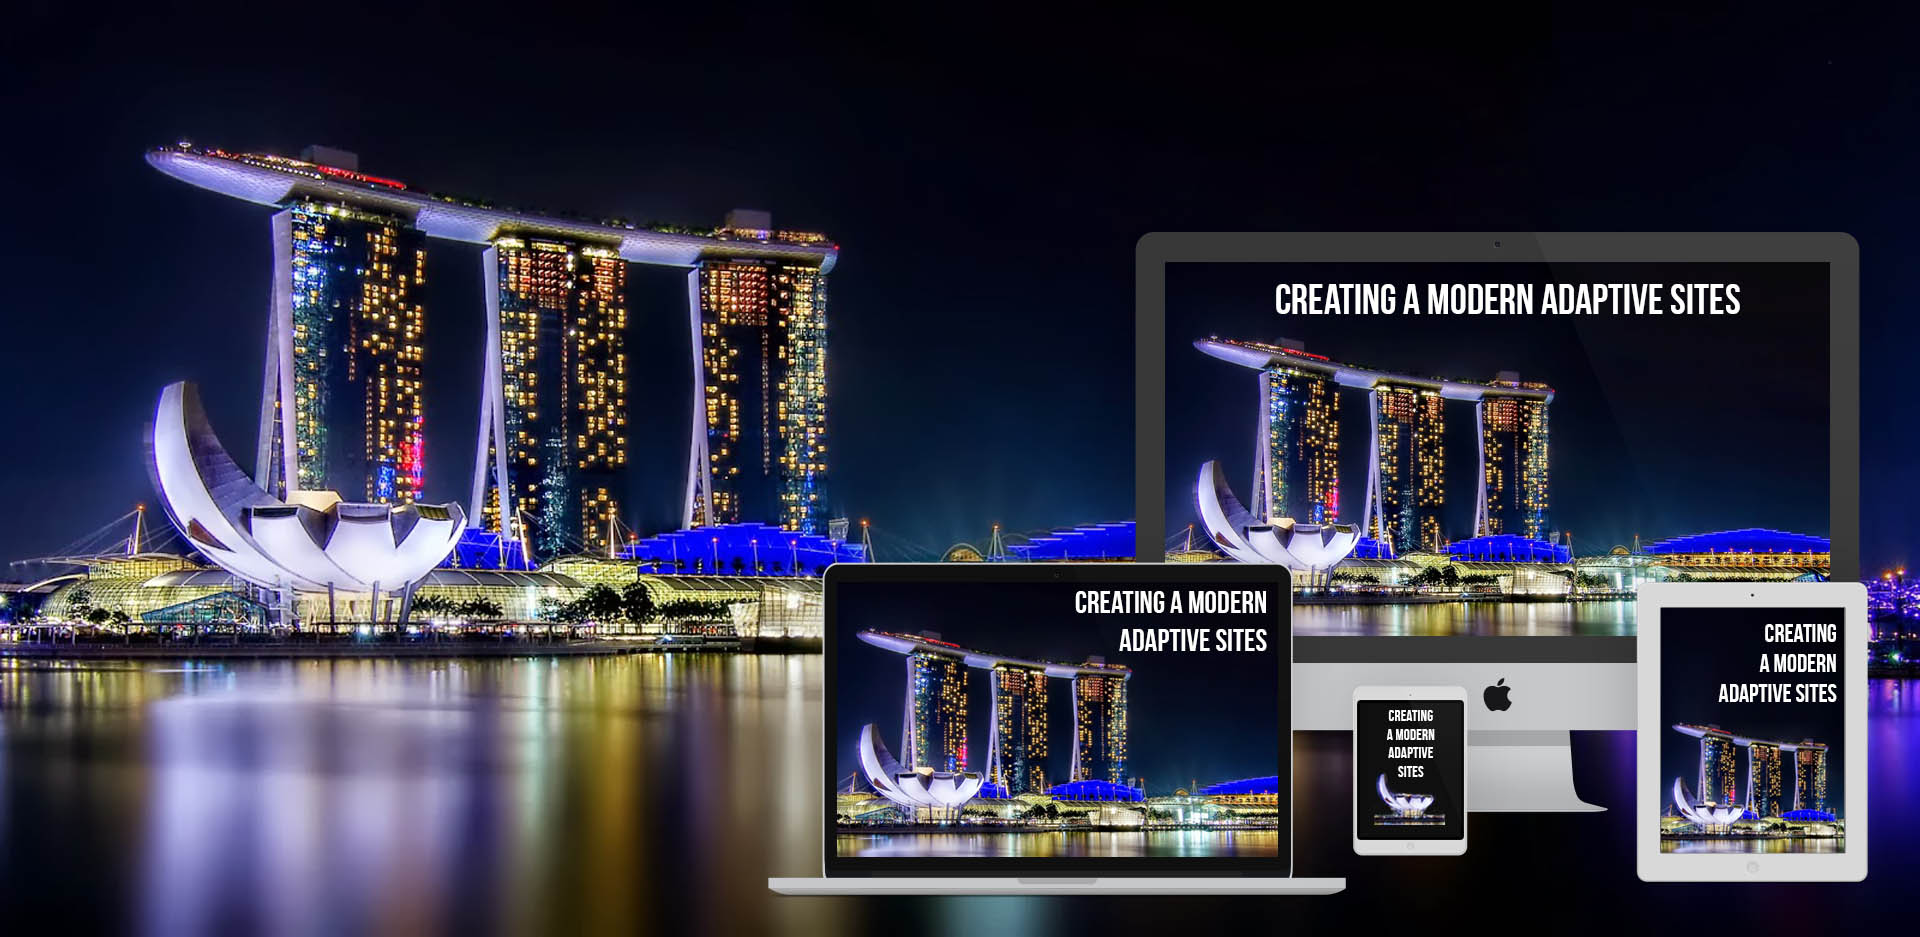 CREATING A MODERN ADAPTIVE SITES
CREATING A MODERN
ADAPTIVE SITES
CREATING
A MODERN
ADAPTIVE
SITES
CREATING
A MODERN
ADAPTIVE SITES